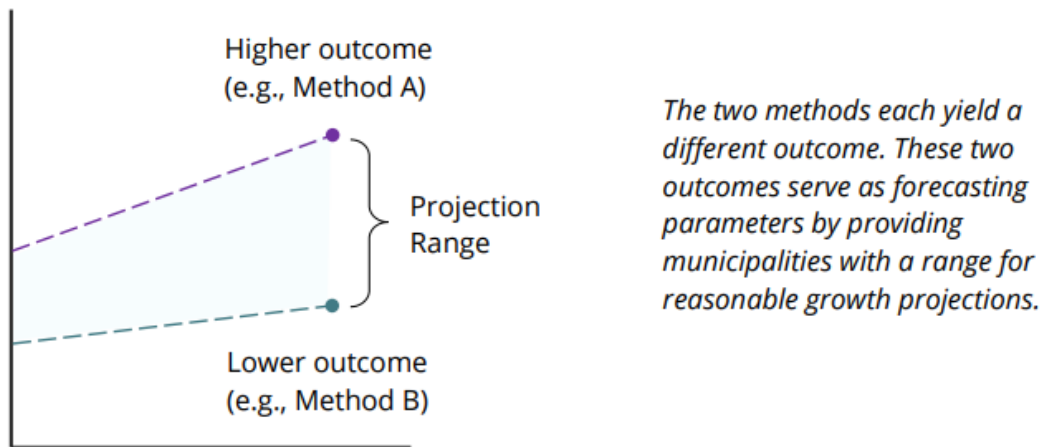 Higher outcome
(e.g., Method A)
The two methods each yield a
different outcome. These two
outcomes serve as forecasting
parameters by providing
municipalities with a range for
reasonable growth projections.
Projection
Range
Lower outcome
(e.g., Method B)